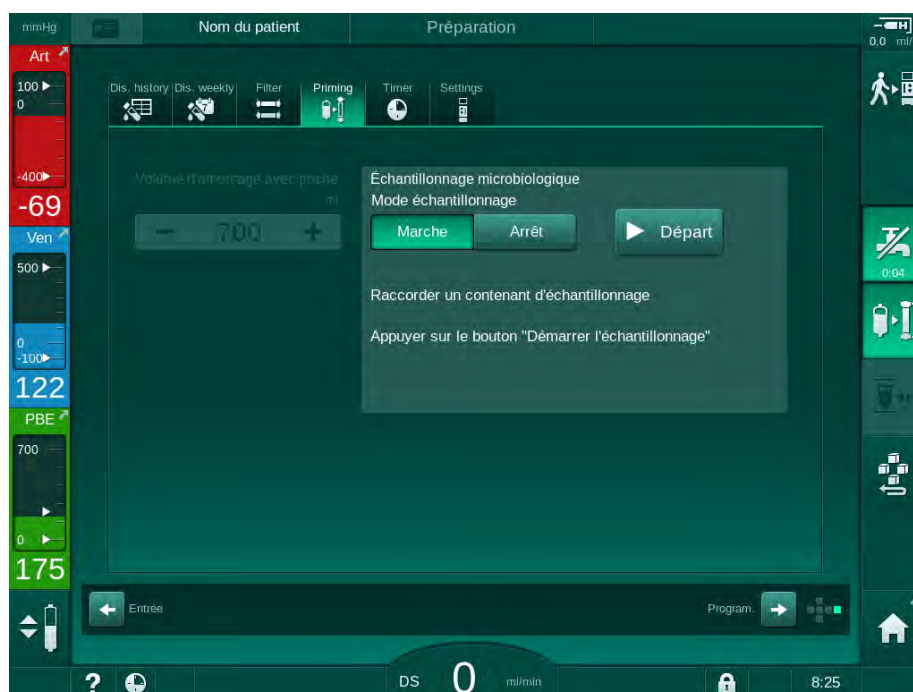 mmHg
Nom du patient
Préparation
0,0 ml/
Art
100
0
-400
-69
Ven
500
0
-100
122
PBE
700
0
175
Dis. history
Dis. weekly
Filter
Priming
Timer
Settings
Volume d'amorçage avec poche
ml
700
Échantillonnage microbiologique
Mode échantillonnage
Marche
Arrêt
Départ
Raccorder un contenant d'échantillonnage
Appuyer sur le bouton "Démarrer l'échantillonnage"
0:04
Entrée
Program.
DS 0 ml/min
8:25